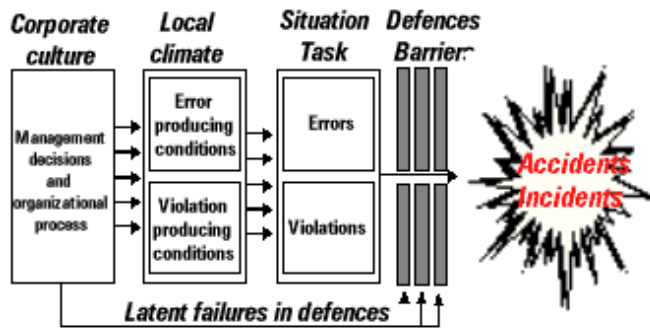 Corporate
culture
Local
climate
Situation
Task
Defences
Barrier:
Management
decisions
and
organizational
process
Error
producing
conditions
Violation
producing
conditions
Errors
Violations
Accidents
Incidents
Latent failures in defences